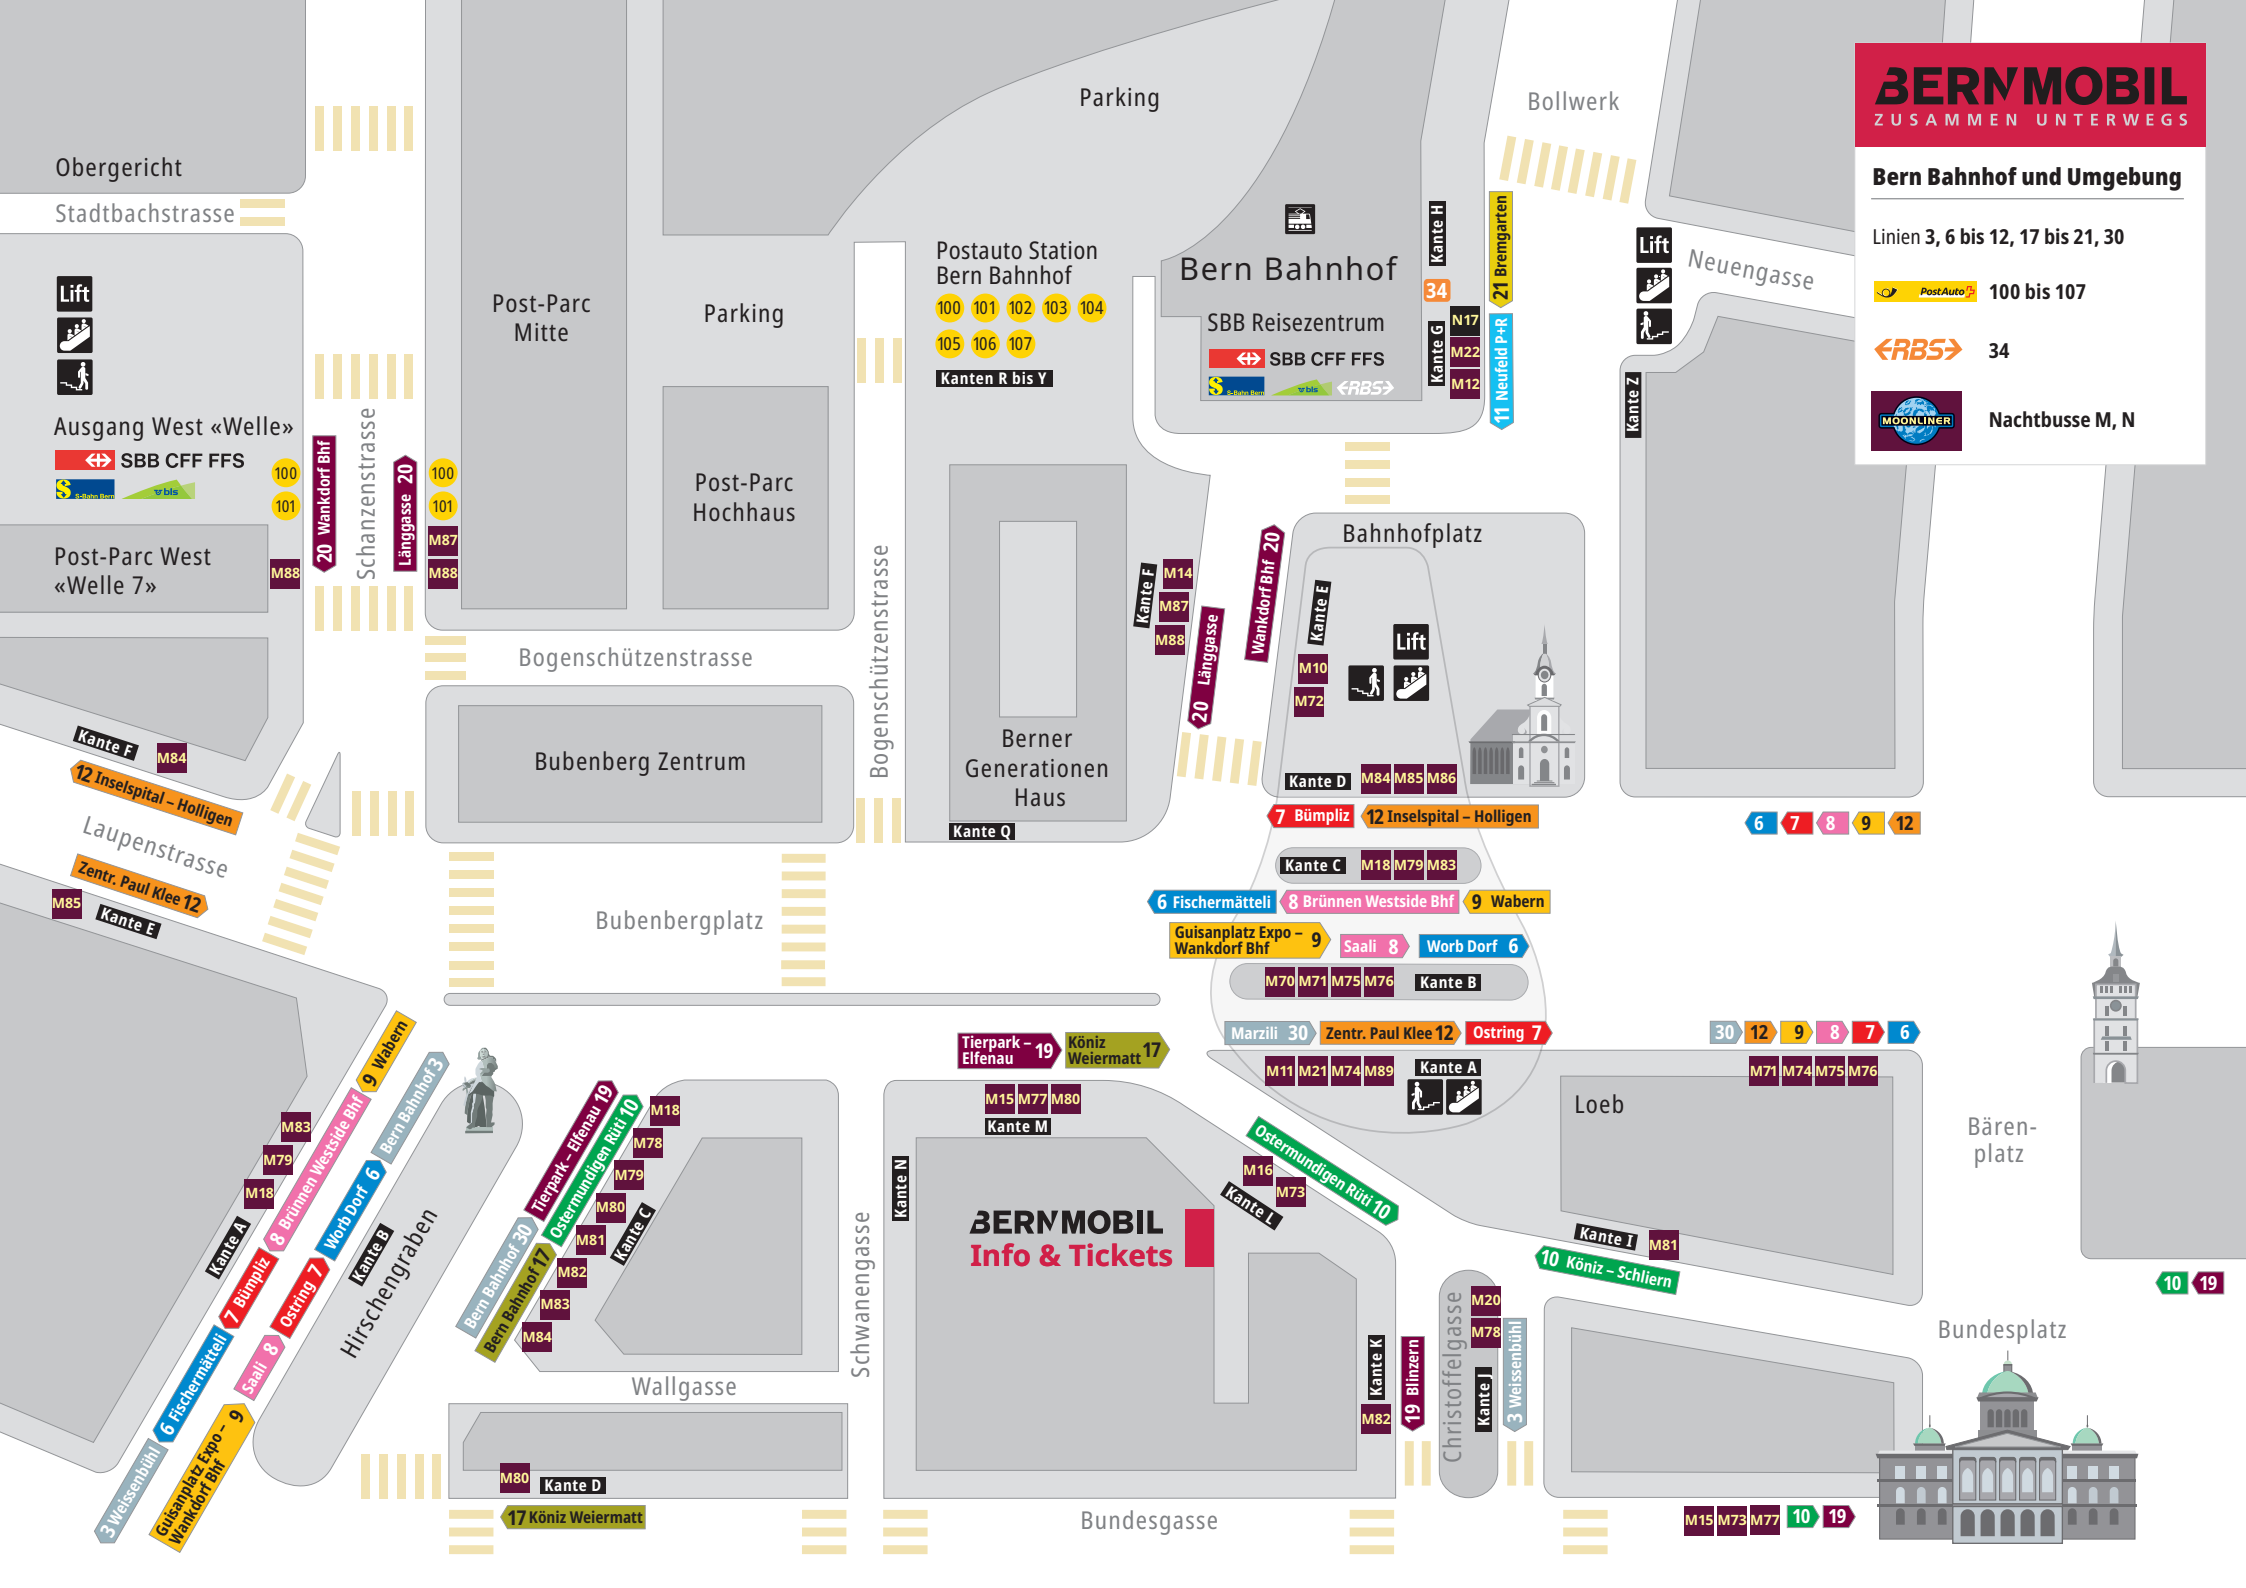 BERNMOBIL
ZUSAMMEN UNTERWEGS
Bern Bahnhof und Umgebung
Linien 3, 6 bis 12, 17 bis 21, 30
PostAuto 100 bis 107
RBS 34
MOONLINER Nachtbusse M, N
Parking
Bollwerk
Obergericht
Stadtbachstrasse
Lift
Ausgang West «Welle»
SBB CFF FFS
S-Bahn Bern
bls
100
101
20 Wankdorf Bhf
Schanzenstrasse
Länggasse 20
100
101
M87
M88
M88
Post-Parc West
«Welle 7»
Post-Parc
Mitte
Parking
Post-Parc
Hochhaus
Postauto Station
Bern Bahnhof
100 101 102 103 104
105 106 107
Kanten R bis Y
Bern Bahnhof
SBB Reisezentrum
SBB CFF FFS
S-Bahn Bern
bls
RBS
Kante H
34
Kante G
N17
M22
M12
21 Bremgarten
11 Neufeld P+R
Lift
Neuengasse
Kante Z
Bogenschützenstrasse
Bogenschützenstrasse
Bubenberg Zentrum
Berner
Generationen
Haus
Kante Q
Kante F
M14
M87
M88
20 Länggasse
Wankdorf Bhf 20
Bahnhofplatz
Kante E
Lift
M10
M72
Kante D
M84 M85 M86
7 Bümpliz
12 Inselspital – Holligen
Kante C
M18 M79 M83
6 Fischermätteli
8 Brünnen Westside Bhf
9 Wabern
Guisanplatz Expo –
Wankdorf Bhf 9
Saali 8
Worb Dorf 6
M70 M71 M75 M76
Kante B
Marzili 30
Zentr. Paul Klee 12
Ostring 7
M11 M21 M74 M89
Kante A
6 7 8 9 12
30 12 9 8 7 6
M71 M74 M75 M76
Loeb
Kante F
M84
12 Inselspital – Holligen
Laupenstrasse
Zentr. Paul Klee 12
M85
Kante E
Bubenbergplatz
Tierpark –
Elfenau 19
Köniz
Weiermatt 17
M15 M77 M80
Kante M
Kante N
BERNMOBIL
Info & Tickets
M16
M73
Kante L
Ostermundigen Rüti 10
Kante I
M81
10 Köniz – Schliern
Bären-
platz
10 19
Bundesplatz
9 Wabern
8 Brünnen Westside Bhf
7 Bümpliz
6 Fischermätteli
3 Weissenbühl
M83
M79
M18
Kante A
Bern Bahnhof 3
Worb Dorf 6
Ostring 7
Saali 8
Guisanplatz Expo –
Wankdorf Bhf 9
Kante B
Hirschengraben
Tierpark – Elfenau 19
Ostermundigen Rüti 10
Bern Bahnhof 30
Bern Bahnhof 17
M18
M78
M79
M80
M81
M82
M83
M84
Kante C
Wallgasse
Schwanengasse
M80
Kante D
17 Köniz Weiermatt
Bundesgasse
Kante K
M82
19 Blinzern
Christoffelgasse
M20
M78
Kante J
3 Weissenbühl
M15 M73 M77 10 19